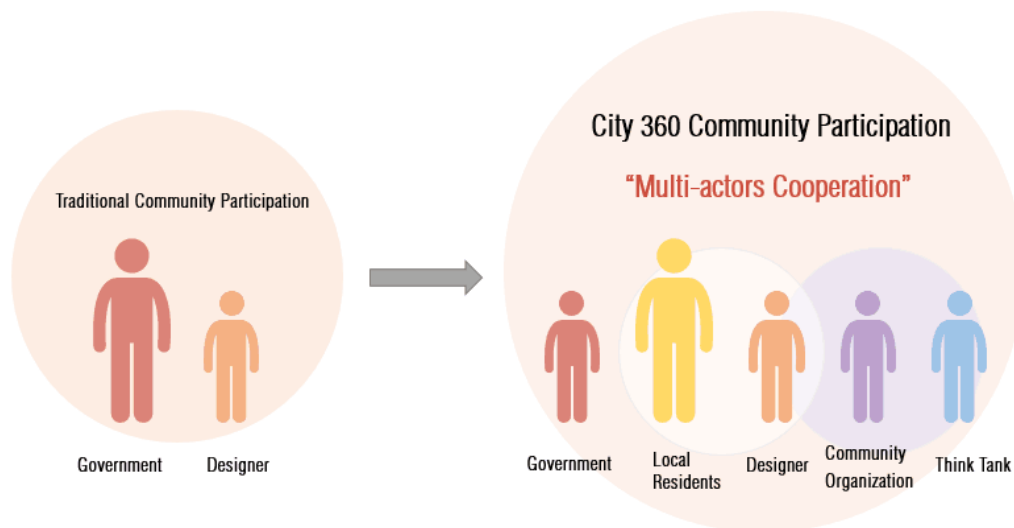 Traditional Community Participation
Government
Designer
City 360 Community Participation
“Multi-actors Cooperation”
Government
Local
Residents
Designer
Community
Organization
Think Tank